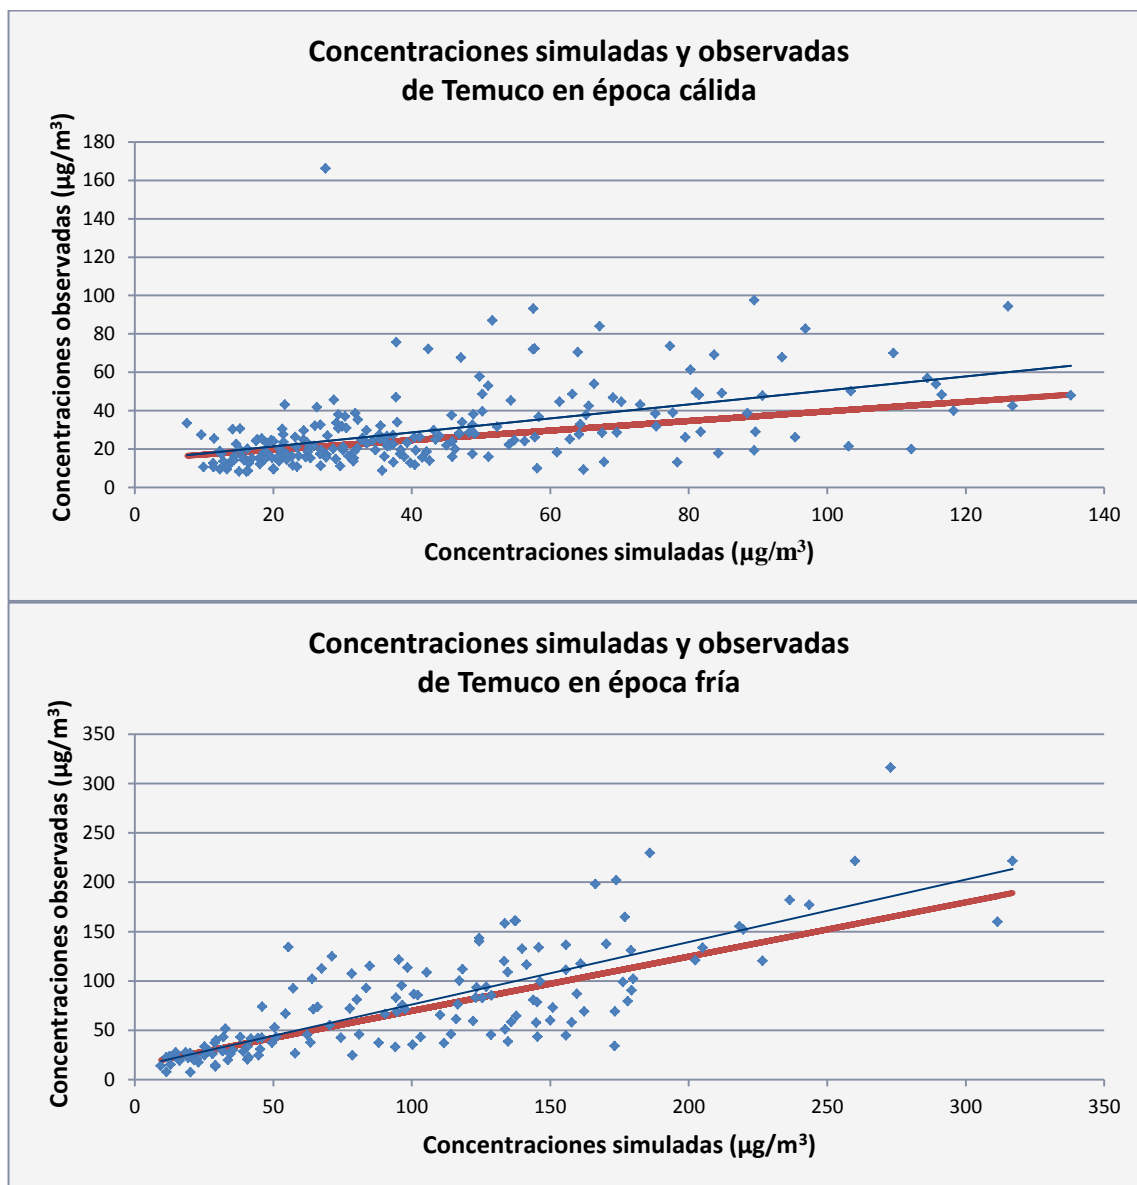 Concentraciones simuladas y observadas
de Temuco en época cálida
Concentraciones observadas (µg/m³)
180
160
140
120
100
80
60
40
20
0
0 20 40 60 80 100 120 140
Concentraciones simuladas (µg/m³)
Concentraciones simuladas y observadas
de Temuco en época fría
Concentraciones observadas (µg/m³)
350
300
250
200
150
100
50
0
0 50 100 150 200 250 300 350
Concentraciones simuladas (µg/m³)